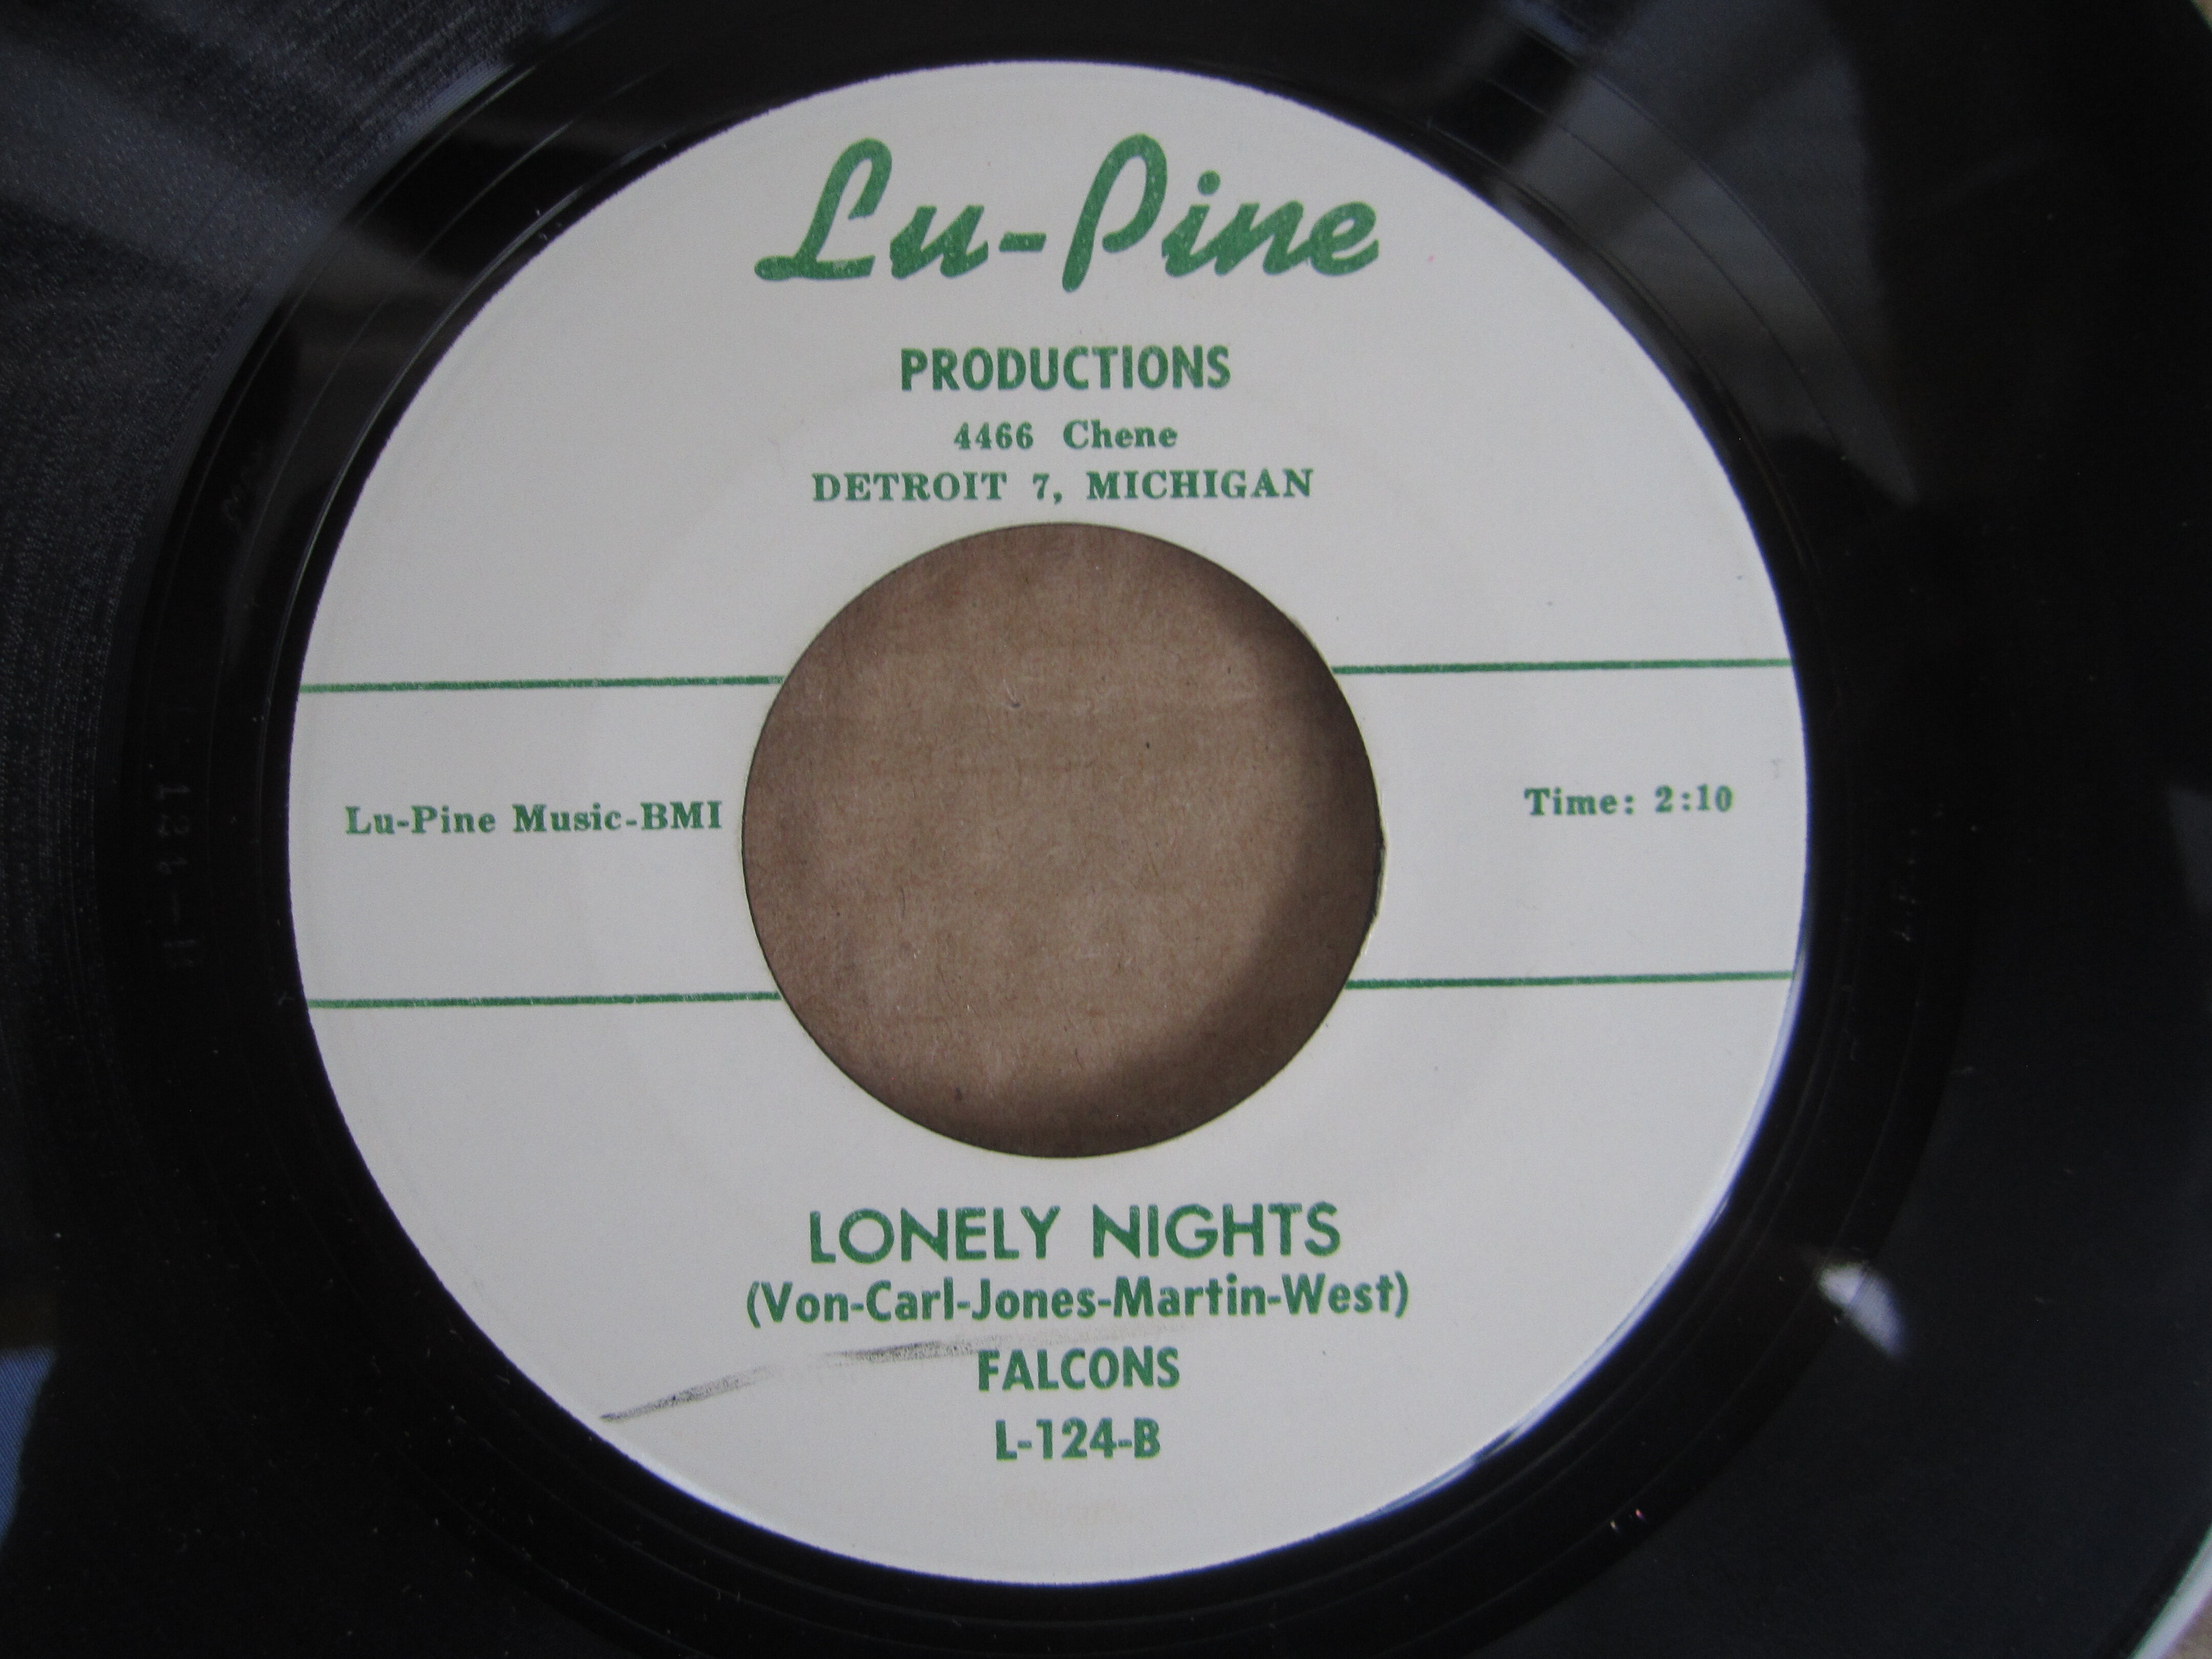 Lu-Pine
PRODUCTIONS
4466 Chene
DETROIT 7, MICHIGAN
Lu-Pine Music-BMI
Time: 2:10
LONELY NIGHTS
(Von-Carl-Jones-Martin-West)
FALCONS
L-124-B